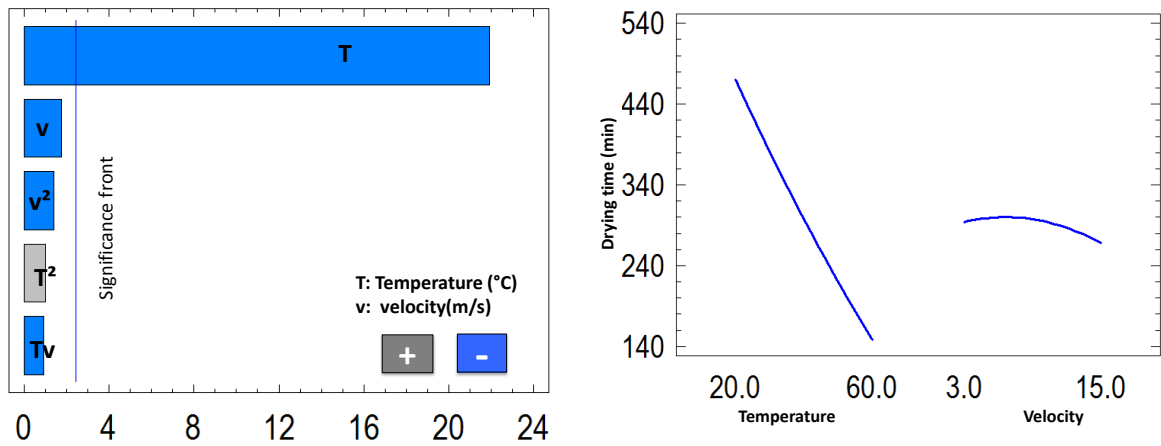 T
v
v²
T²
Tv
Significance front
T: Temperature (°C)
v: velocity(m/s)
+
-
0 4 8 12 16 20 24
540
440
340
240
140
Drying time (min)
20.0 60.0 3.0 15.0
Temperature Velocity